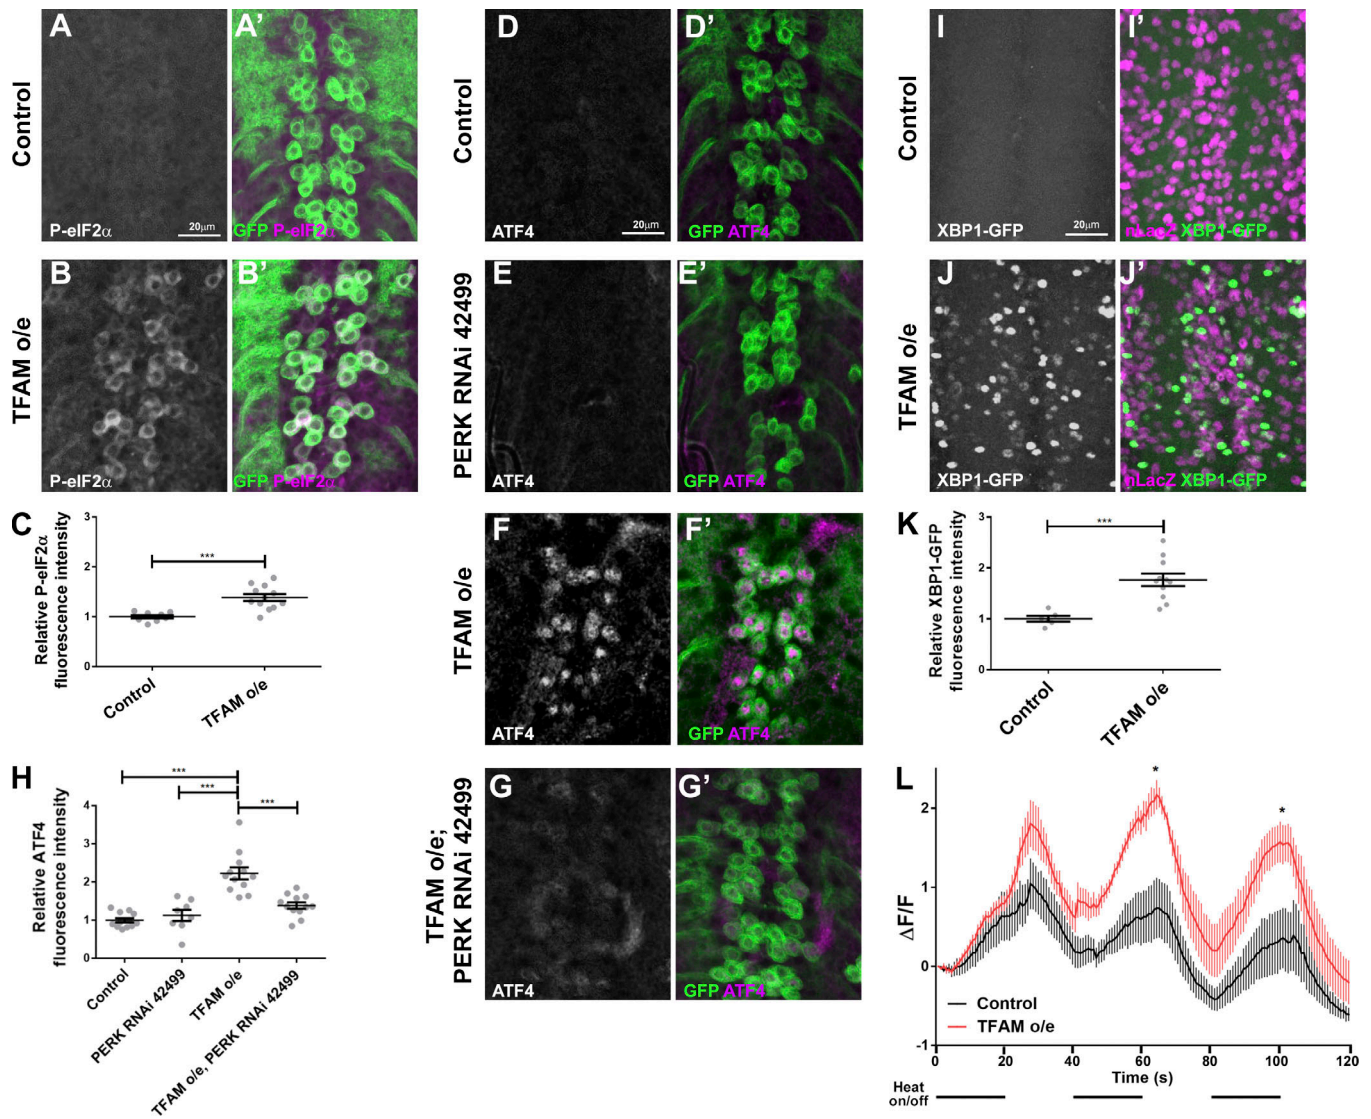 A
A’
Control
P-eIF2α
20μm
GFP P-eIF2α
B
B’
TFAM o/e
P-eIF2α
GFP P-eIF2α
C
3
2
1
0
Relative P-eIF2α
fluorescence intensity
***
Control
TFAM o/e
H
4
3
2
1
0
Relative ATF4
fluorescence intensity
***
***
***
Control
PERK RNAi 42499
TFAM o/e
TFAM o/e, PERK RNAi 42499
D
D’
Control
ATF4
20μm
GFP ATF4
E
E’
PERK RNAi 42499
ATF4
GFP ATF4
F
F’
TFAM o/e
ATF4
GFP ATF4
G
G’
TFAM o/e;
PERK RNAi 42499
ATF4
GFP ATF4
I
I’
Control
XBP1-GFP
20μm
nLacZ XBP1-GFP
J
J’
TFAM o/e
XBP1-GFP
nLacZ XBP1-GFP
K
3
2
1
0
Relative XBP1-GFP
fluorescence intensity
***
Control
TFAM o/e
L
2
1
0
-1
ΔF/F
*
*
Control
TFAM o/e
0 20 40 60 80 100 120
Time (s)
Heat
on/off